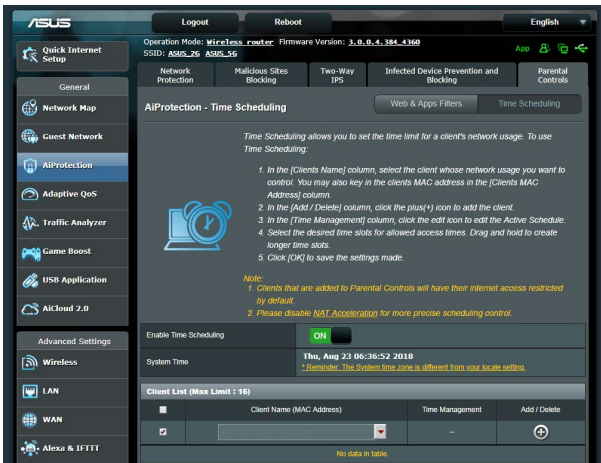 ASUS
Logout
Reboot
English
Quick Internet
Setup
General
Network Map
Guest Network
AiProtection
Adaptive QoS
Traffic Analyzer
Game Boost
USB Application
AiCloud 2.0
Advanced Settings
Wireless
LAN
WAN
Alexa & IFTTT
Operation Mode: Wireless router Firmware Version: 3.0.0.4.384_4360
SSID: ASUS_2G ASUS_5G
App
Network
Protection
Malicious Sites
Blocking
Two-Way
IPS
Infected Device Prevention and
Blocking
Parental
Controls
AiProtection - Time Scheduling
Web & Apps Filters
Time Scheduling
Time Scheduling allows you to set the time limit for a client's network usage. To use
Time Scheduling:
1. In the [Clients Name] column, select the client whose network usage you want to
control. You may also key in the clients MAC address in the [Clients MAC
Address] column.
2. In the [Add / Delete] column, click the plus(+) icon to add the client.
3. In the [Time Management] column, click the edit icon to edit the Active Schedule.
4. Select the desired time slots for allowed access times. Drag and hold to create
longer time slots.
5. Click [OK] to save the settings made.
Note:
1. Clients that are added to Parental Controls will have their internet access restricted
by default.
2. Please disable NAT Acceleration for more precise scheduling control.
Enable Time Scheduling
ON
System Time
Thu, Aug 23 06:36:52 2018
* Reminder: The System time zone is different from your locale setting.
Client List (Max Limit : 16)
Client Name (MAC Address)
Time Management
Add / Delete
–
No data in table.